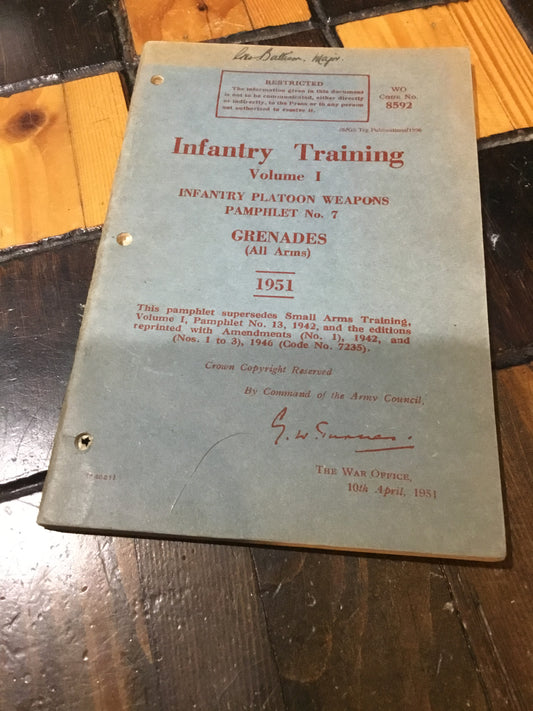 Major.
RESTRICTED
The information given in this document
is not to be communicated, either directly
or indirectly, to the Press or to any person
not authorized to receive it.
WO
CODE No.
8592
Infantry Training
Volume I
INFANTRY PLATOON WEAPONS
PAMPHLET No. 7
GRENADES
(All Arms)
1951
This pamphlet supersedes Small Arms Training,
Volume I, Pamphlet No. 13, 1942, and the editions
reprinted with Amendments (No. 1), 1942, and
(Nos. 1 to 3), 1946 (Code No. 7235).
Crown Copyright Reserved
By Command of the Army Council,
THE WAR OFFICE,
10th April, 1951